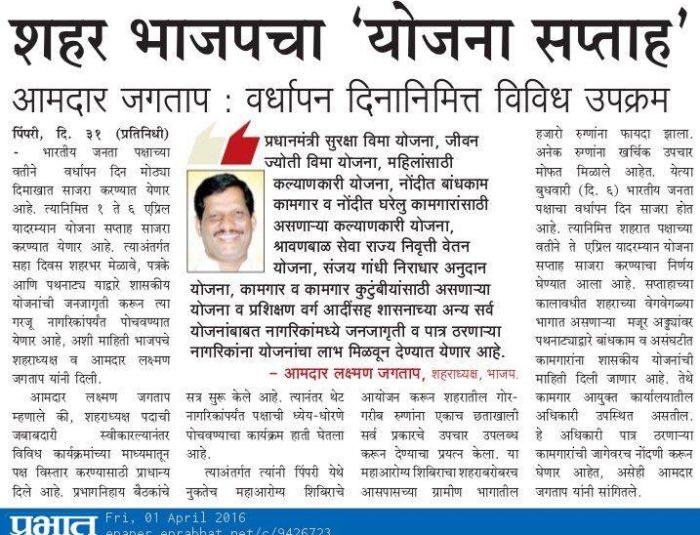 शहर भाजपचा ‘योजना सप्ताह’
आमदार जगताप : वर्धापन दिनानिमित्त विविध उपक्रम
पिंपरी, दि. ३१ (प्रतिनिधी)
- भारतीय जनता पक्षाच्या
वतीने वर्धापन दिन मोठ्या
दिमाखात साजरा करण्यात येणार
आहे. त्यानिमित्त १ ते ६ एप्रिल
यादरम्यान योजना सप्ताह साजरा
करण्यात येणार आहे. त्याअंतर्गत
सहा दिवस शहरभर मेळावे, पत्रके
आणि पथनाट्य याद्वारे शासकिय
योजनांची जनजागृती करून त्या
गरजू नागरिकांपर्यंत पोचवण्यात
येणार आहे, अशी माहिती भाजपचे
शहराध्यक्ष व आमदार लक्ष्मण
जगताप यांनी दिली.
आमदार लक्ष्मण जगताप
म्हणाले की, शहराध्यक्ष पदाची
जबाबदारी स्वीकारल्यानंतर
विविध कार्यक्रमांच्या माध्यमातून
पक्ष विस्तार करण्यासाठी प्राधान्य
दिले आहे. प्रभागनिहाय बैठकांचे
प्रधानमंत्री सुरक्षा विमा योजना, जीवन
ज्योती विमा योजना, महिलांसाठी
कल्याणकारी योजना, नोंदीत बांधकाम
कामगार व नोंदीत घरेलु कामगारांसाठी
असणाऱ्या कल्याणकारी योजना,
श्रावणबाळ सेवा राज्य निवृत्ती वेतन
योजना, संजय गांधी निराधार अनुदान
योजना, कामगार व कामगार कुटुंबीयांसाठी असणाऱ्या
योजना व प्रशिक्षण वर्ग आदींसह शासनाच्या अन्य सर्व
योजनांबाबत नागरिकांमध्ये जनजागृती व पात्र ठरणाऱ्या
नागरिकांना योजनांचा लाभ मिळवून देण्यात येणार आहे.
– आमदार लक्ष्मण जगताप, शहराध्यक्ष, भाजप.
सत्र सुरू केले आहे. त्यानंतर थेट
नागरिकांपर्यंत पक्षाची ध्येय-धोरणे
पोचवण्याचा कार्यक्रम हाती घेतला
आहे.
त्याअंतर्गत त्यांनी पिंपरी येथे
नुकतेच महाआरोग्य शिबिराचे
आयोजन करून शहरातील गोर-
गरीब रुग्णांना एकाच छताखाली
सर्व प्रकारचे उपचार उपलब्ध
करून देण्याचा प्रयत्न केला. या
महाआरोग्य शिबिराचा शहराबरोबरच
आसपासच्या ग्रामीण भागातील
हजारो रुग्णांना फायदा झाला.
अनेक रुग्णांना खर्चिक उपचार
मोफत मिळाले आहेत. येत्या
बुधवारी (दि. ६) भारतीय जनता
पक्षाचा वर्धापन दिन साजरा होत
आहे. त्यानिमित्त शहरात पक्षाच्या
वतीने ते एप्रिल यादरम्यान योजना
सप्ताह साजरा करण्याचा निर्णय
घेण्यात आला आहे. सप्ताहाच्या
कालावधीत शहराच्या वेगवेगळ्या
भागात असणाऱ्या मजूर अड्ड्यांवर
पथनाट्याद्वारे बांधकाम व असंघटीत
कामगारांना शासकीय योजनांची
माहिती दिली जाणार आहे. तेथे
कामगार आयुक्त कार्यालयातील
अधिकारी उपस्थित असतील.
हे अधिकारी पात्र ठरणाऱ्या
कामगारांची जागेवरच नोंदणी करून
घेणार आहेत, असेही आमदार
जगताप यांनी सांगितले.
प्रभात
Fri, 01 April 2016
epaper.eprabhat.net/c/9426723